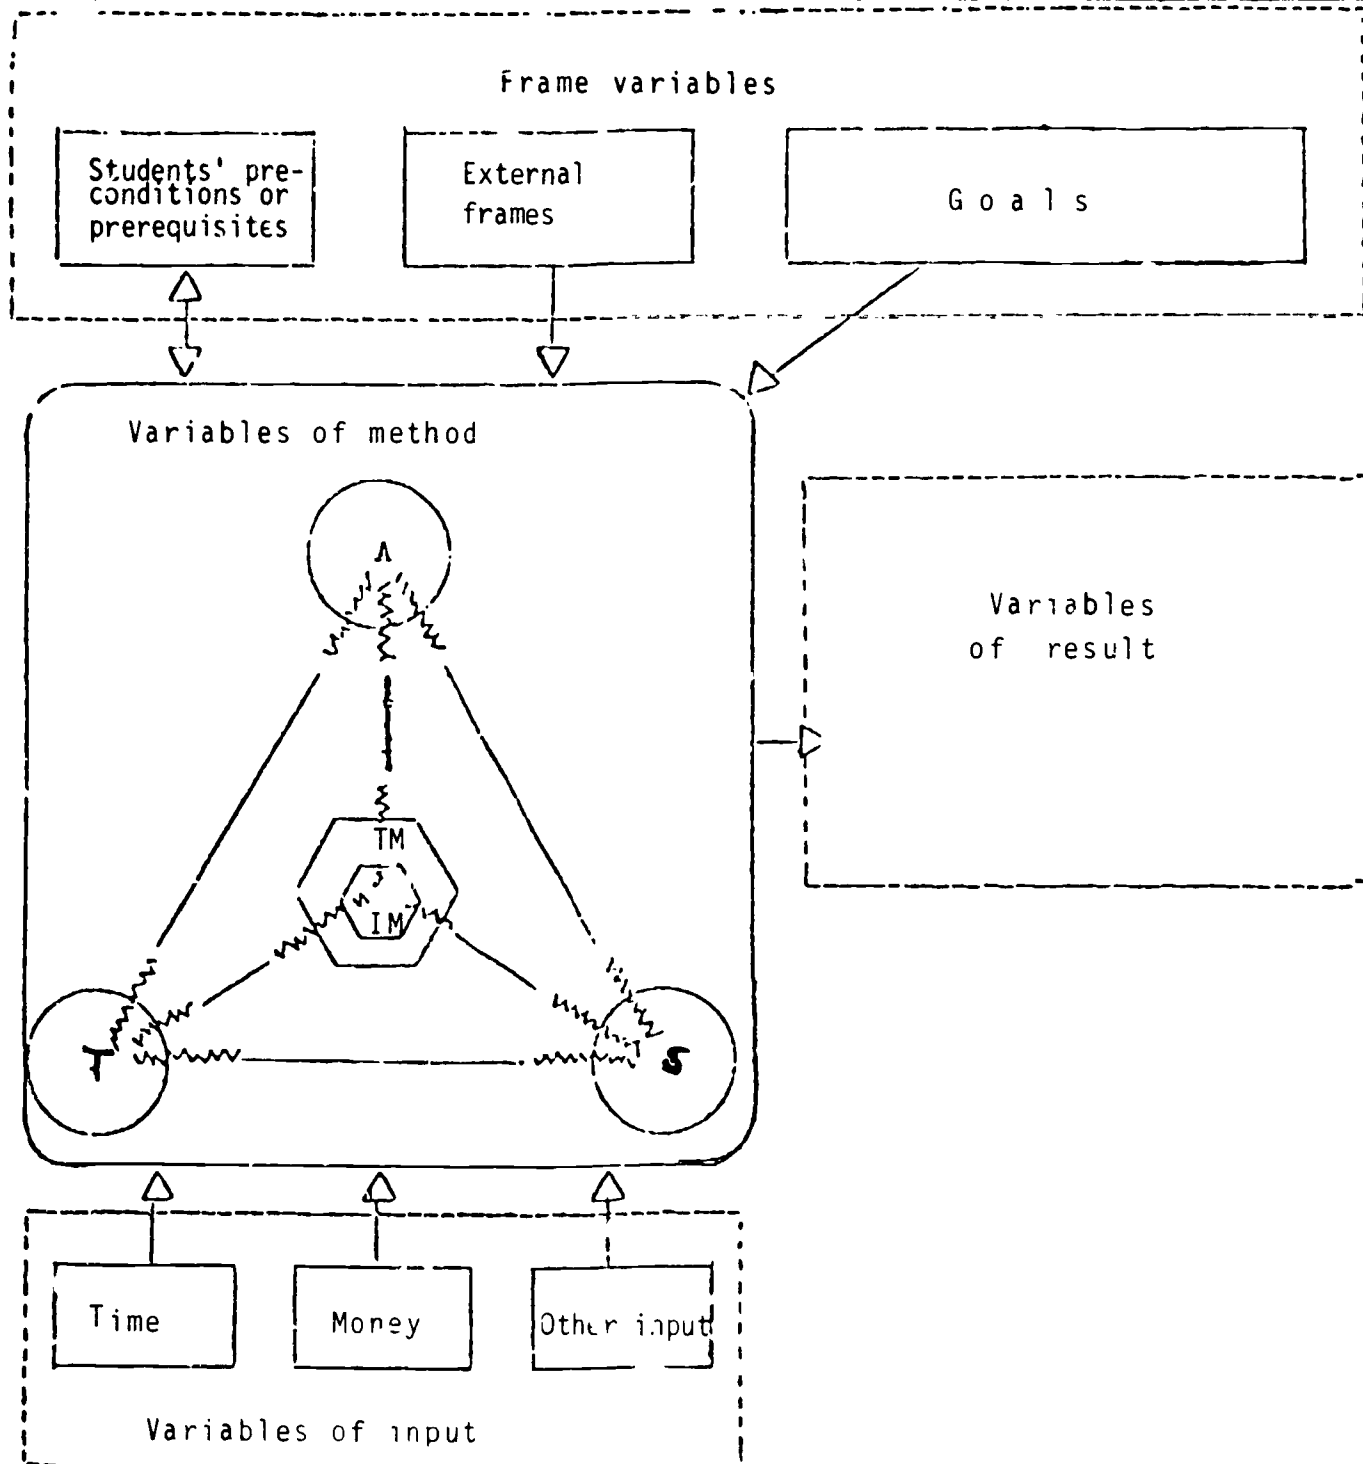 Frame variables
Students' pre-
conditions or
prerequisites
External
frames
Goals
Variables of method
A
TM
IM
T
S
Variables
of result
Time
Money
Other input
Variables of input